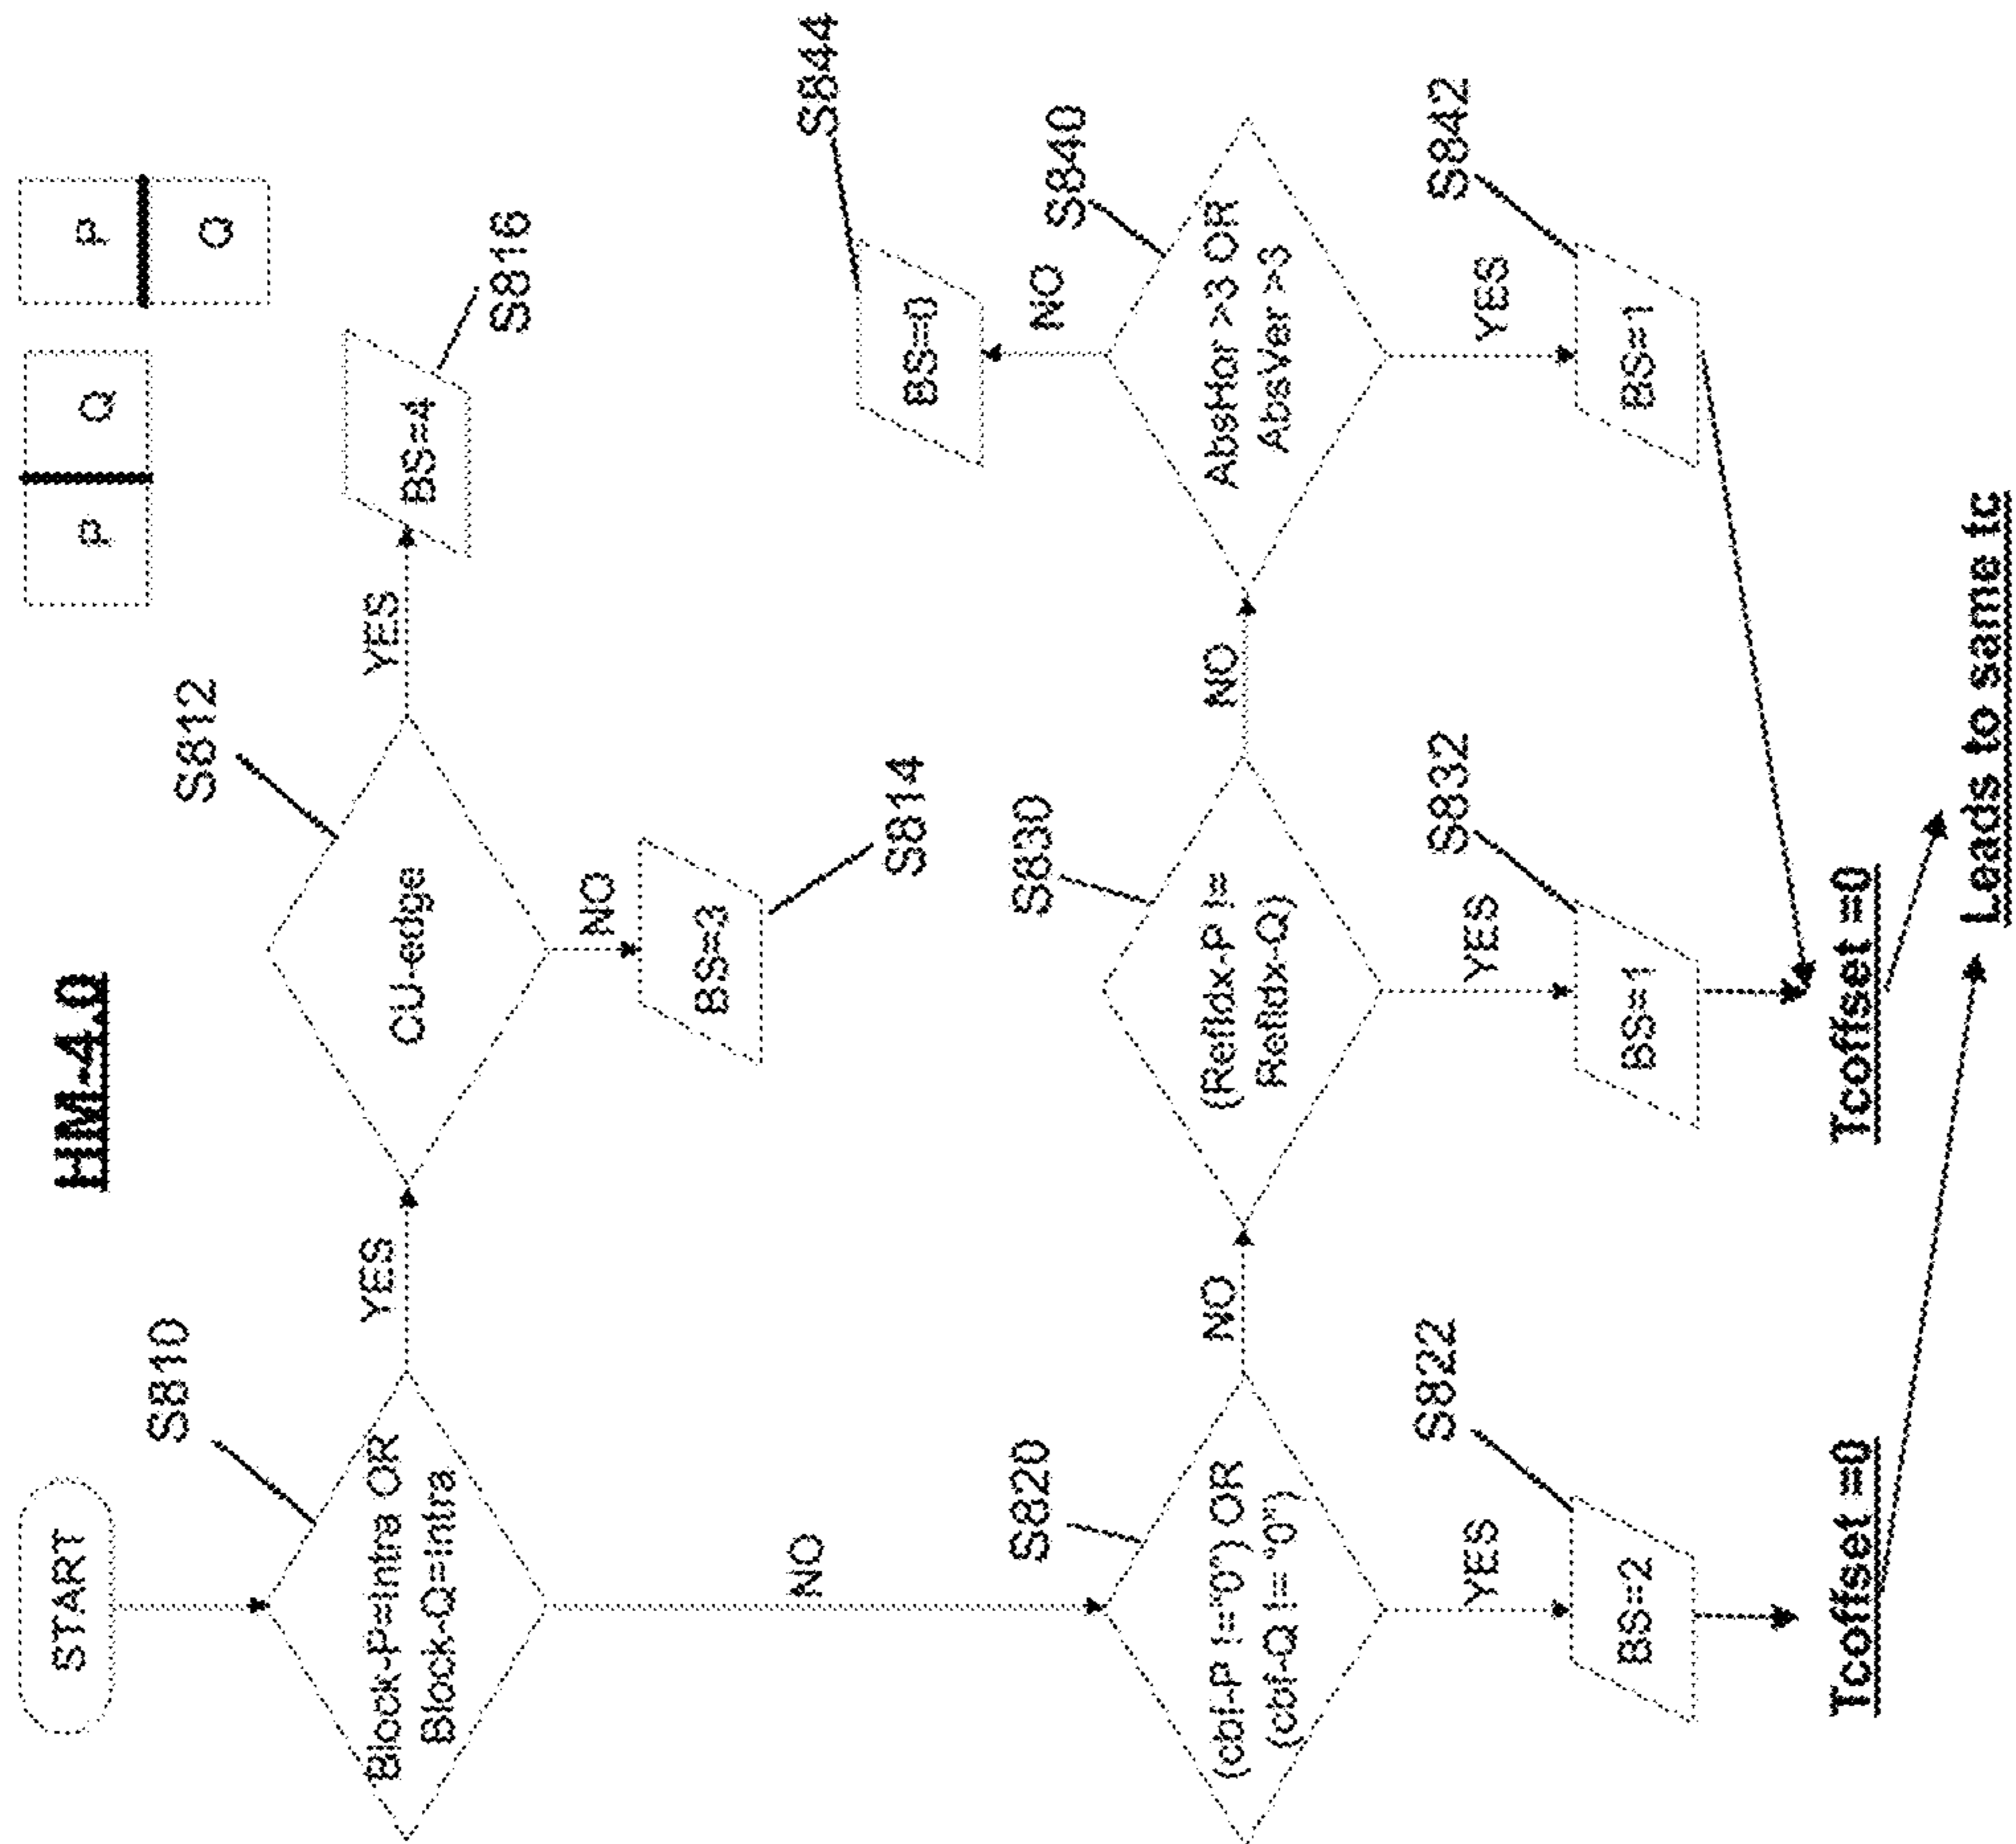 HM-4.0
START
P
Q
P
Q
S810
Block-P=Intra OR
Block-Q=Intra
YES
S812
CU-edge
YES
BS=4
S816
NO
BS=3
S814
NO
S820
(cbf-P !="0") OR
(cbf-Q != "0")
NO
S830
(RefIdx-P !=
RefIdx-Q)
NO
S840
AbsHor >3 OR
AbsVer >3
NO
BS=0
S844
YES
S822
BS=2
YES
S832
BS=1
YES
S842
BS=1
Tcoffset =0
Tcoffset =0
Leads to same tc